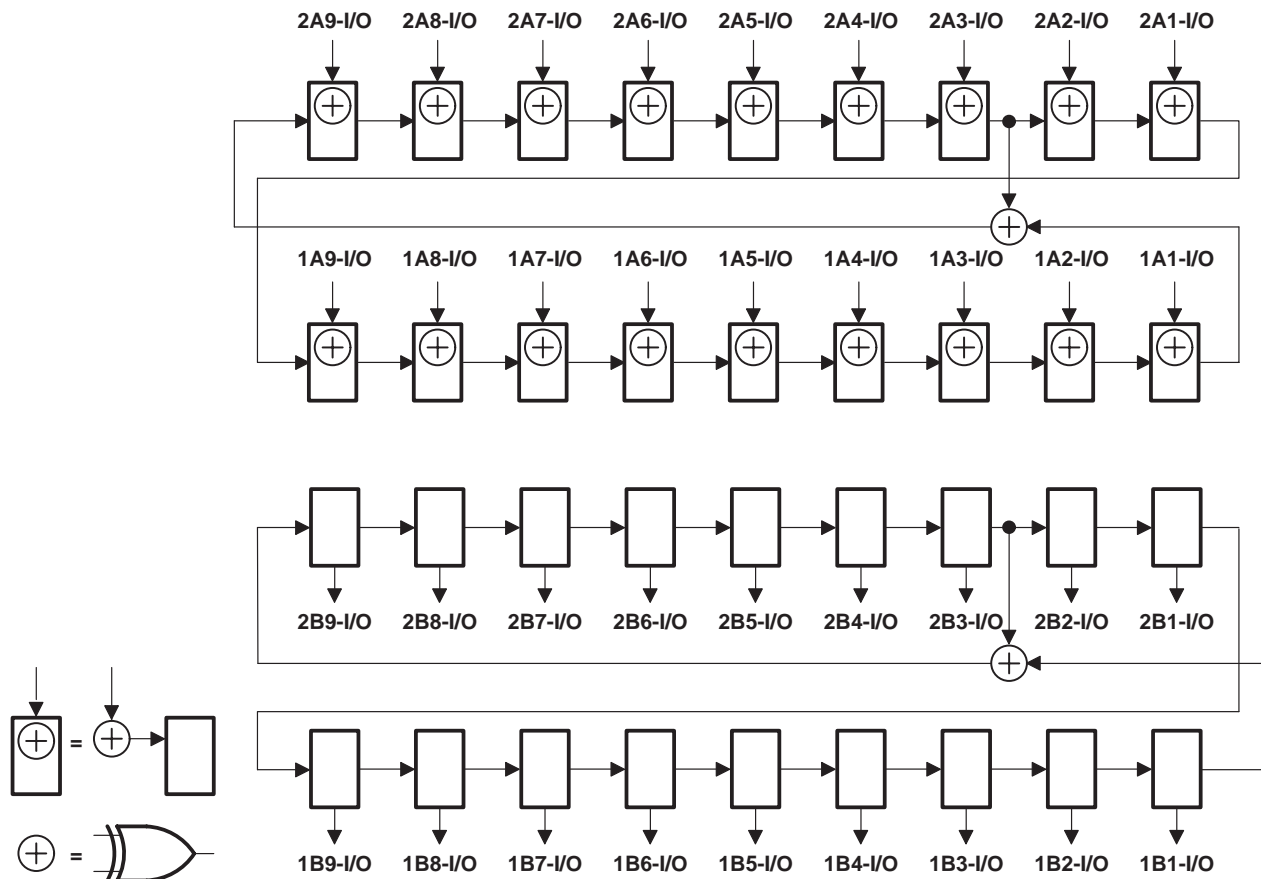 2A9-I/O 2A8-I/O 2A7-I/O 2A6-I/O 2A5-I/O 2A4-I/O 2A3-I/O 2A2-I/O 2A1-I/O
1A9-I/O 1A8-I/O 1A7-I/O 1A6-I/O 1A5-I/O 1A4-I/O 1A3-I/O 1A2-I/O 1A1-I/O
2B9-I/O 2B8-I/O 2B7-I/O 2B6-I/O 2B5-I/O 2B4-I/O 2B3-I/O 2B2-I/O 2B1-I/O
=
=
1B9-I/O 1B8-I/O 1B7-I/O 1B6-I/O 1B5-I/O 1B4-I/O 1B3-I/O 1B2-I/O 1B1-I/O